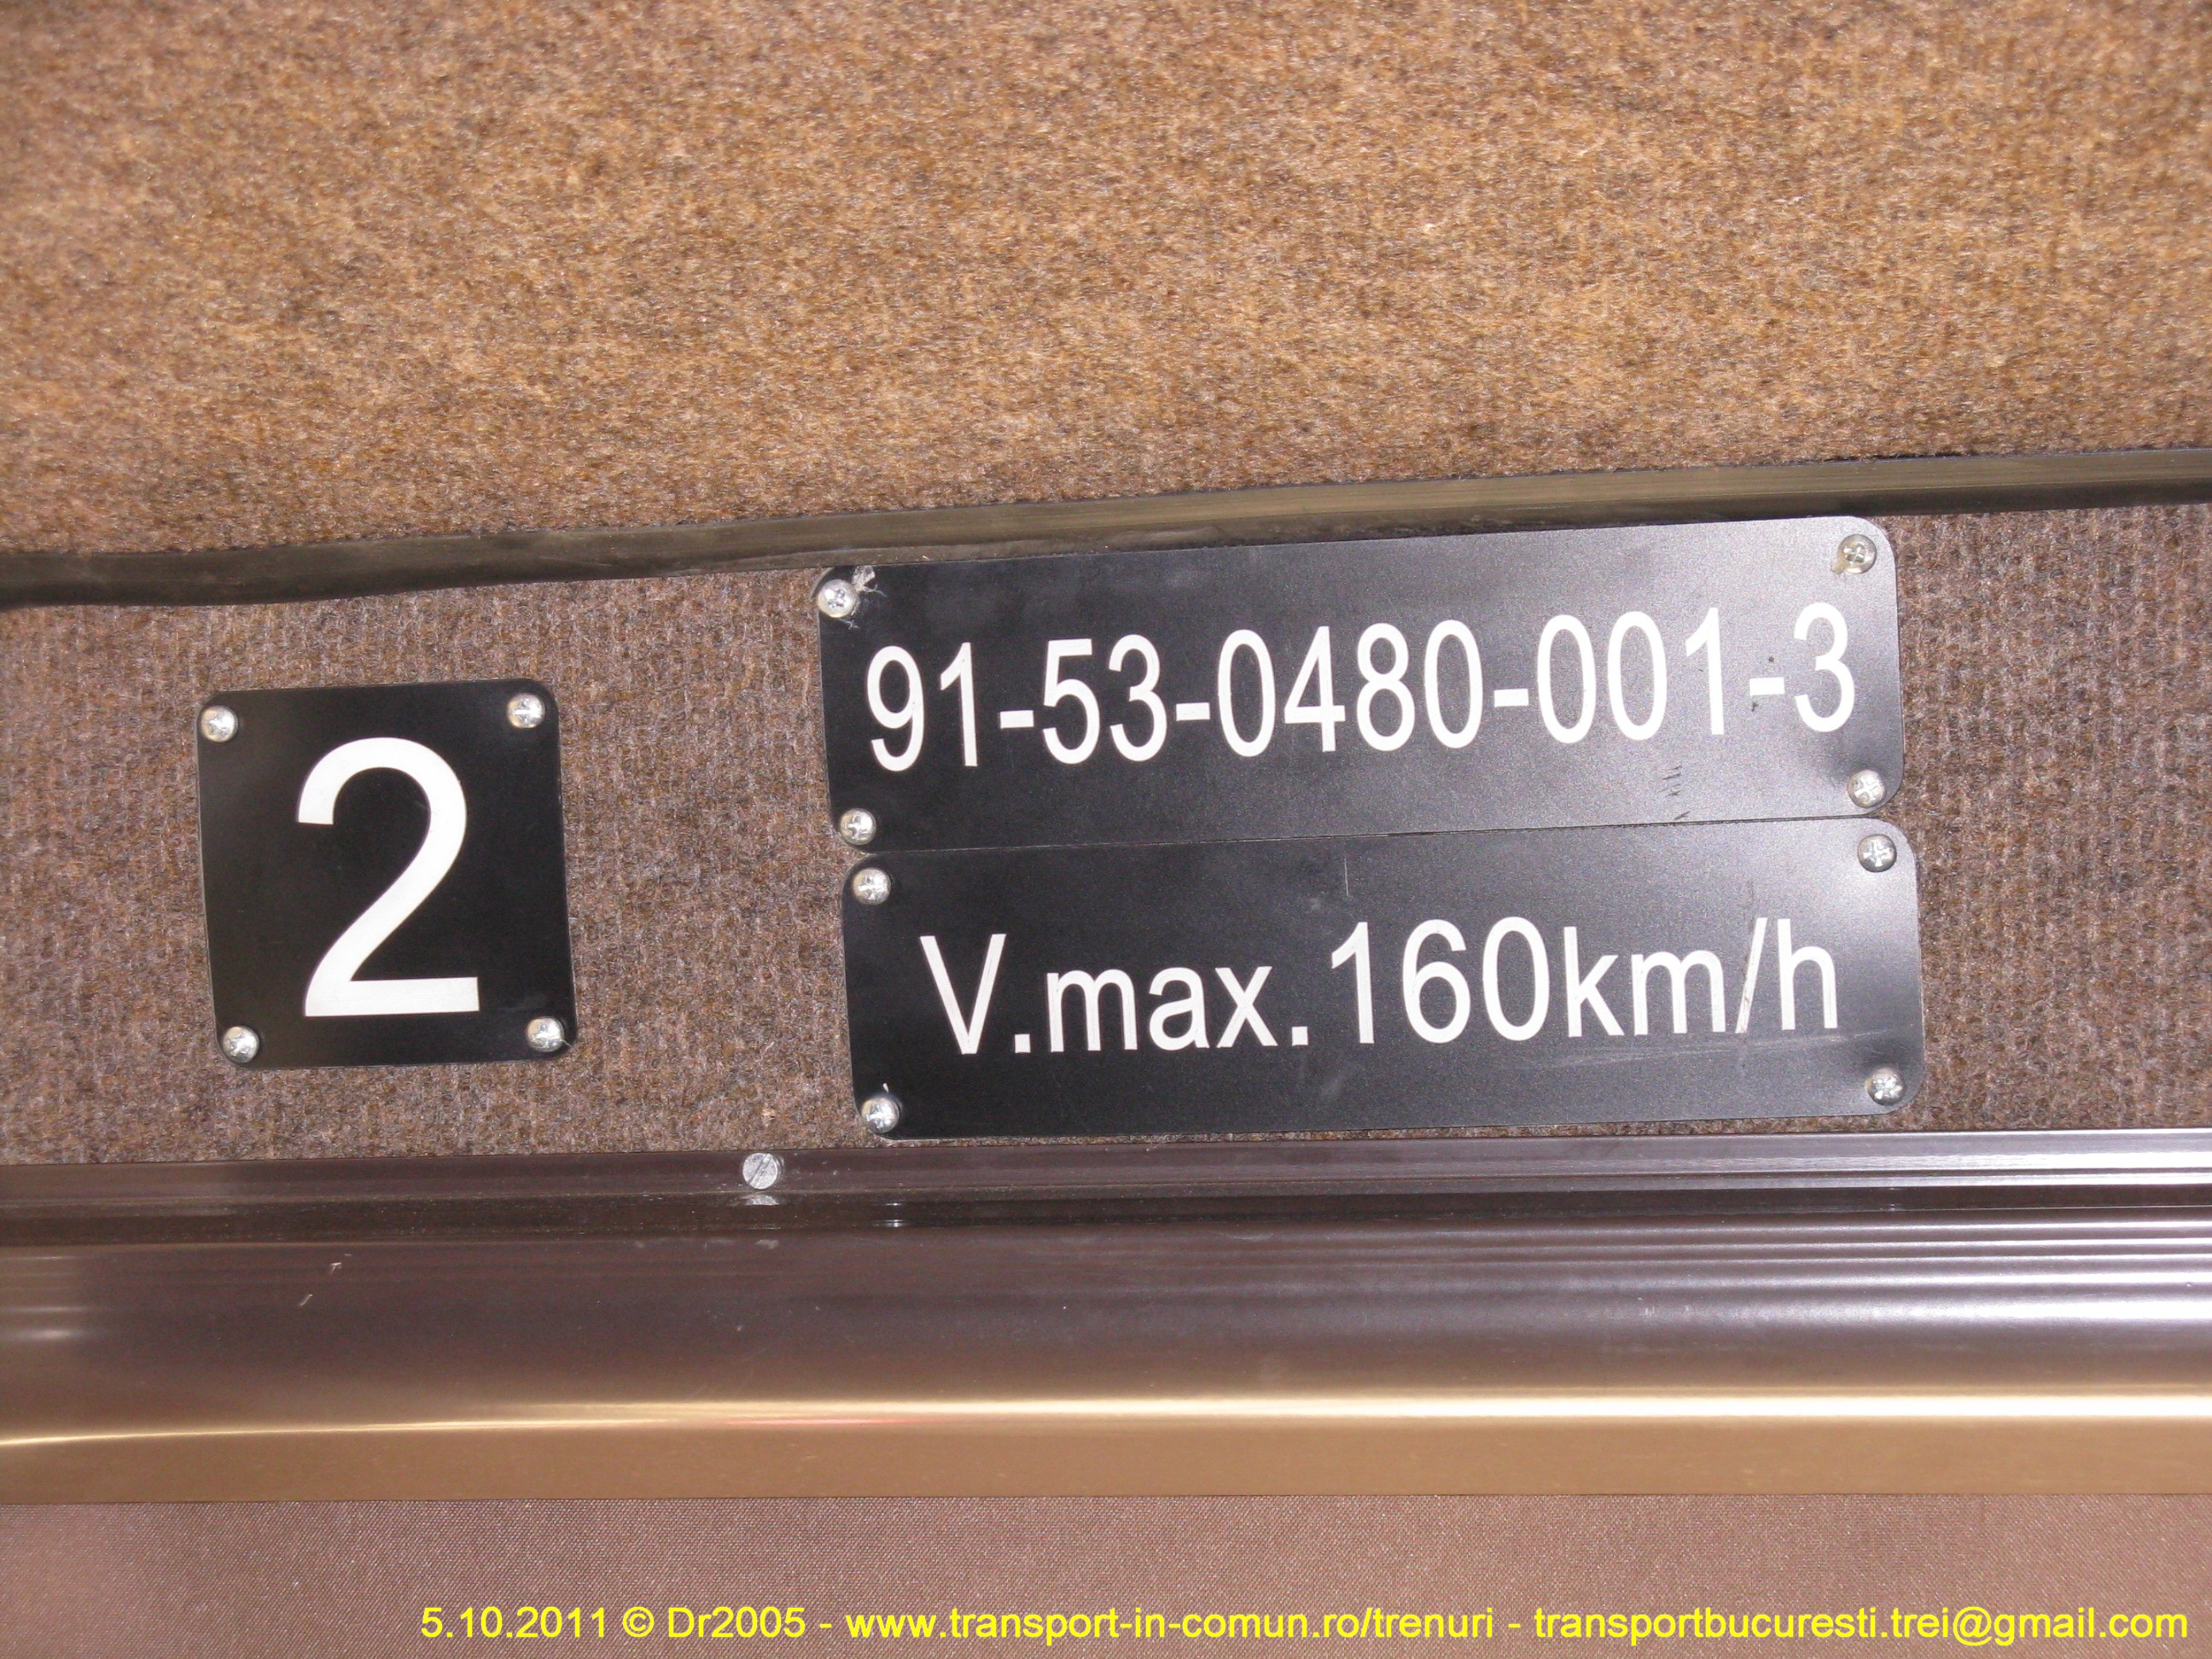 2
91-53-0480-001-3
V.max. 160km/h
5.10.2011 © Dr2005 - www.transport-in-comun.ro/trenuri - transportbucuresti.trei@gmail.com